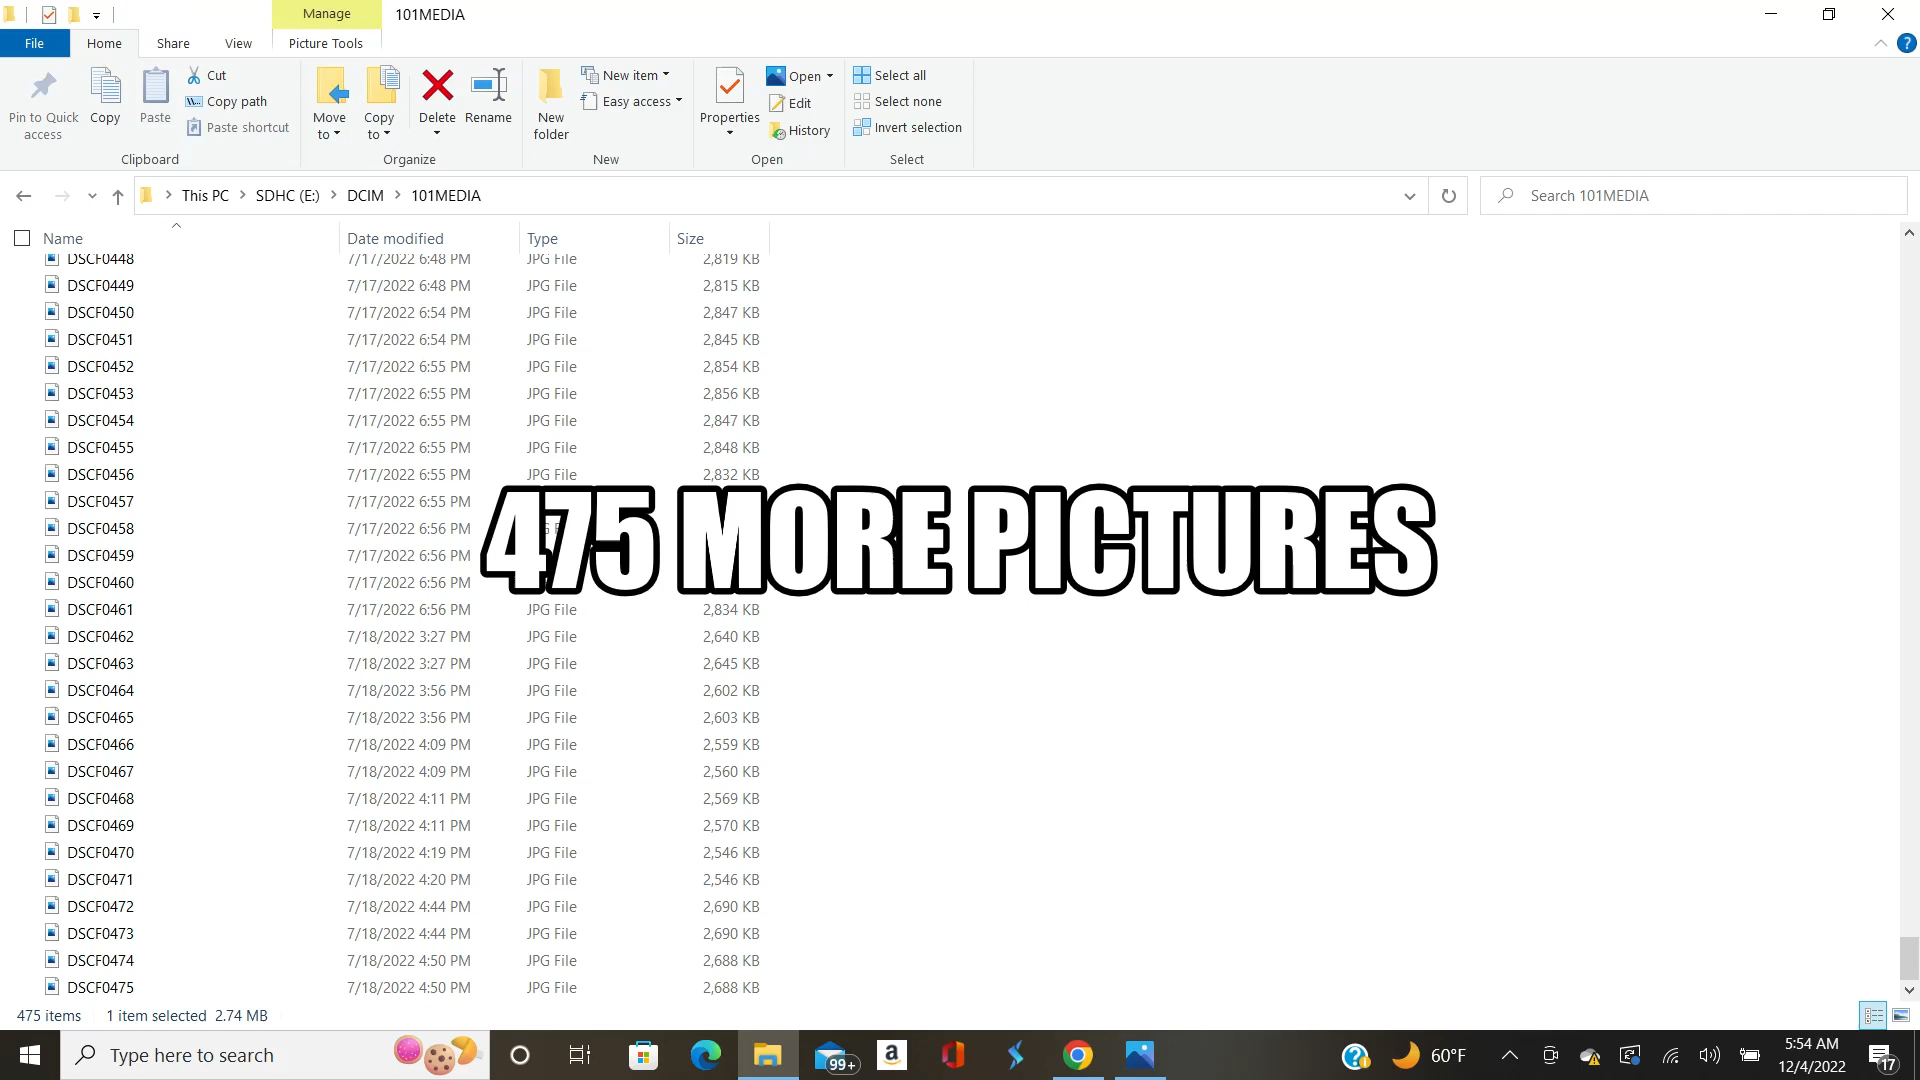 Manage 101MEDIA
File Home Share View Picture Tools
Pin to Quick access
Copy
Paste
Cut
Copy path
Paste shortcut
Move to
Copy to
Delete
Rename
New folder
New item
Easy access
Properties
Open
Edit
History
Select all
Select none
Invert selection
Clipboard Organize New Open Select
This PC SDHC (E:) DCIM 101MEDIA Search 101MEDIA
Name Date modified Type Size
DSCF0448 7/17/2022 6:48 PM JPG File 2,819 KB
DSCF0449 7/17/2022 6:48 PM JPG File 2,815 KB
DSCF0450 7/17/2022 6:54 PM JPG File 2,847 KB
DSCF0451 7/17/2022 6:54 PM JPG File 2,845 KB
DSCF0452 7/17/2022 6:55 PM JPG File 2,854 KB
DSCF0453 7/17/2022 6:55 PM JPG File 2,856 KB
DSCF0454 7/17/2022 6:55 PM JPG File 2,847 KB
DSCF0455 7/17/2022 6:55 PM JPG File 2,848 KB
DSCF0456 7/17/2022 6:55 PM JPG File 2,832 KB
DSCF0457 7/17/2022 6:55 PM
DSCF0458 7/17/2022 6:56 PM
DSCF0459 7/17/2022 6:56 PM
DSCF0460 7/17/2022 6:56 PM
475 MORE PICTURES
DSCF0461 7/17/2022 6:56 PM JPG File 2,834 KB
DSCF0462 7/18/2022 3:27 PM JPG File 2,640 KB
DSCF0463 7/18/2022 3:27 PM JPG File 2,645 KB
DSCF0464 7/18/2022 3:56 PM JPG File 2,602 KB
DSCF0465 7/18/2022 3:56 PM JPG File 2,603 KB
DSCF0466 7/18/2022 4:09 PM JPG File 2,559 KB
DSCF0467 7/18/2022 4:09 PM JPG File 2,560 KB
DSCF0468 7/18/2022 4:11 PM JPG File 2,569 KB
DSCF0469 7/18/2022 4:11 PM JPG File 2,570 KB
DSCF0470 7/18/2022 4:19 PM JPG File 2,546 KB
DSCF0471 7/18/2022 4:20 PM JPG File 2,546 KB
DSCF0472 7/18/2022 4:44 PM JPG File 2,690 KB
DSCF0473 7/18/2022 4:44 PM JPG File 2,690 KB
DSCF0474 7/18/2022 4:50 PM JPG File 2,688 KB
DSCF0475 7/18/2022 4:50 PM JPG File 2,688 KB
475 items 1 item selected 2.74 MB
Type here to search 99+ 60°F 5:54 AM
12/4/2022 17